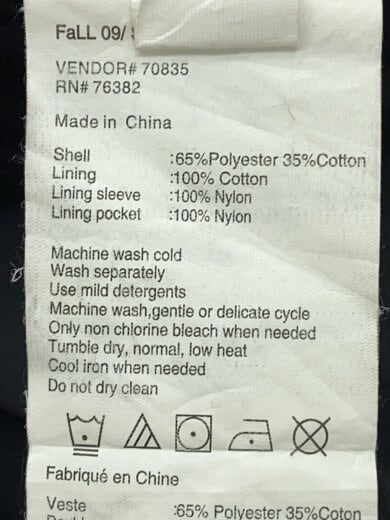 FaLL 09/
VENDOR# 70835
RN# 76382
Made in China
Shell :65%Polyester 35%Cotton
Lining :100% Cotton
Lining sleeve :100% Nylon
Lining pocket :100% Nylon
Machine wash cold
Wash separately
Use mild detergents
Machine wash,gentle or delicate cycle
Only non chlorine bleach when needed
Tumble dry, normal, low heat
Cool iron when needed
Do not dry clean
Fabriqué en Chine
Veste :65% Polyester 35%Coton